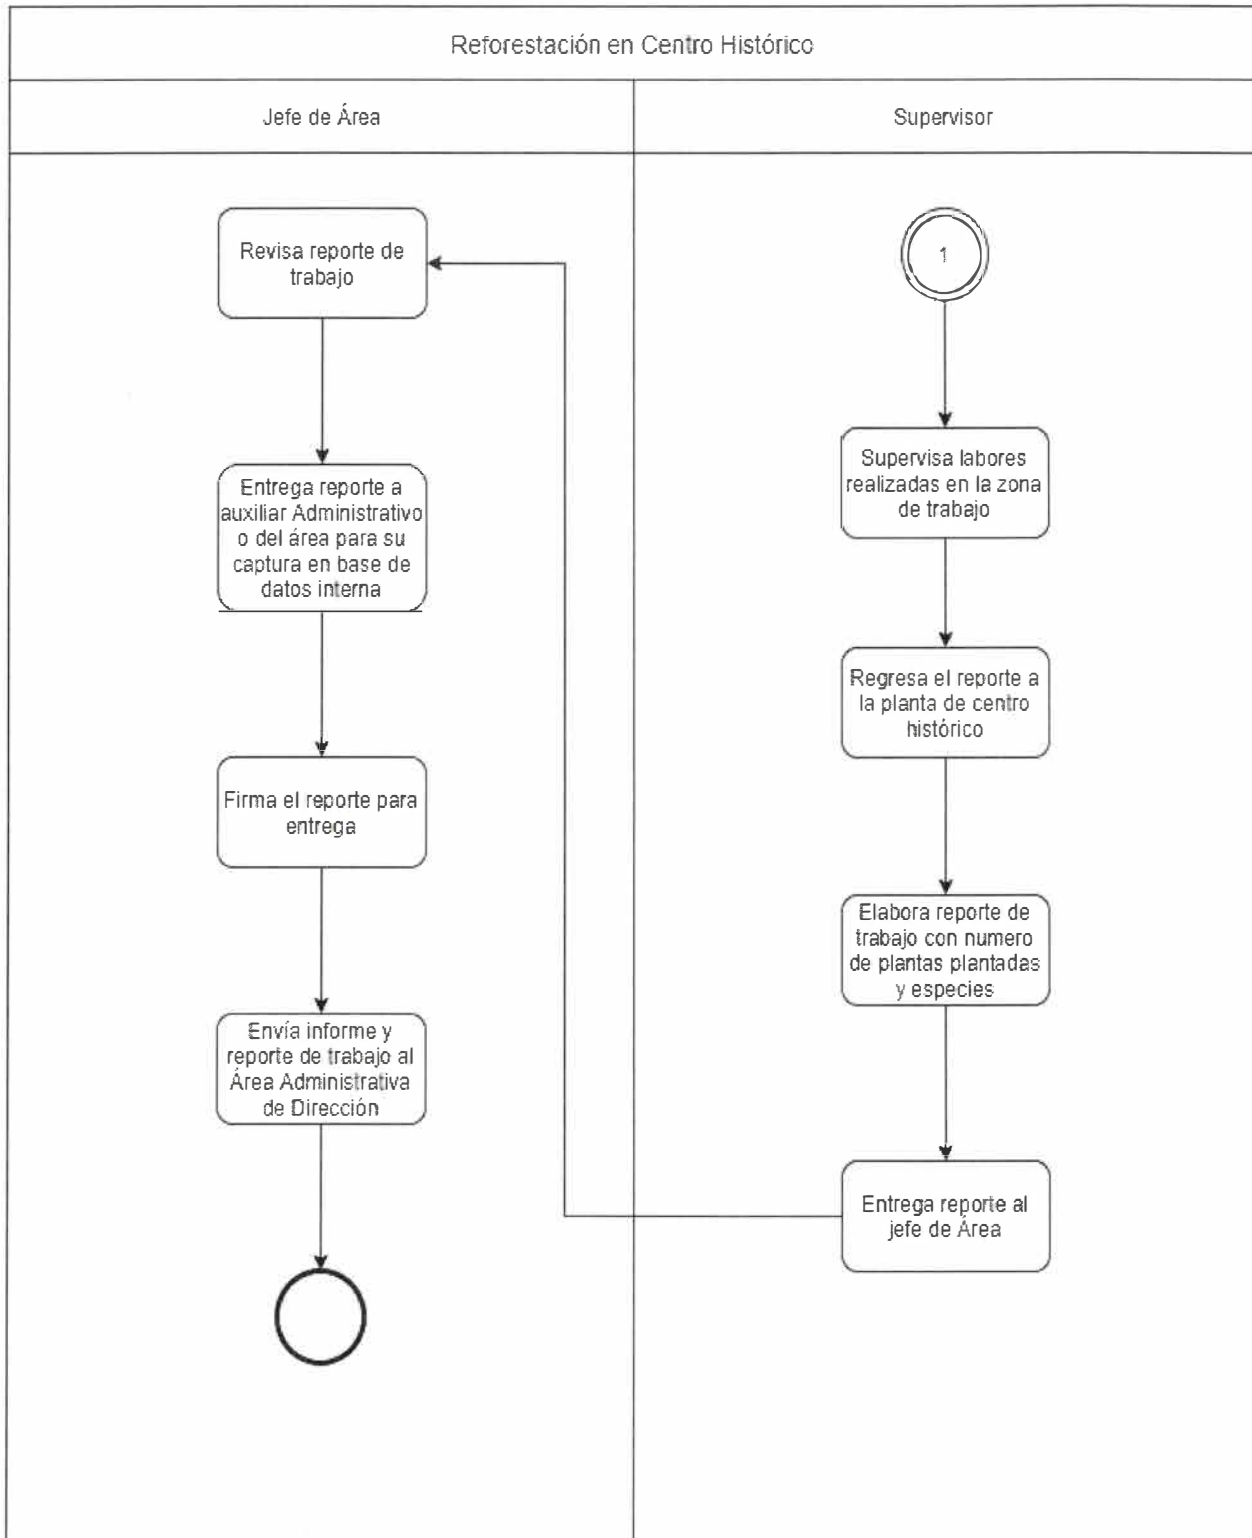 Reforestación en Centro Histórico
Jefe de Área
Supervisor
Revisa reporte de
trabajo
Entrega reporte a
auxiliar Administrativo
o del área para su
captura en base de
datos interna
Firma el reporte para
entrega
Envía informe y
reporte de trabajo al
Área Administrativa
de Dirección
1
Supervisa labores
realizadas en la zona
de trabajo
Regresa el reporte a
la planta de centro
histórico
Elabora reporte de
trabajo con numero
de plantas plantadas
y especies
Entrega reporte al
jefe de Área